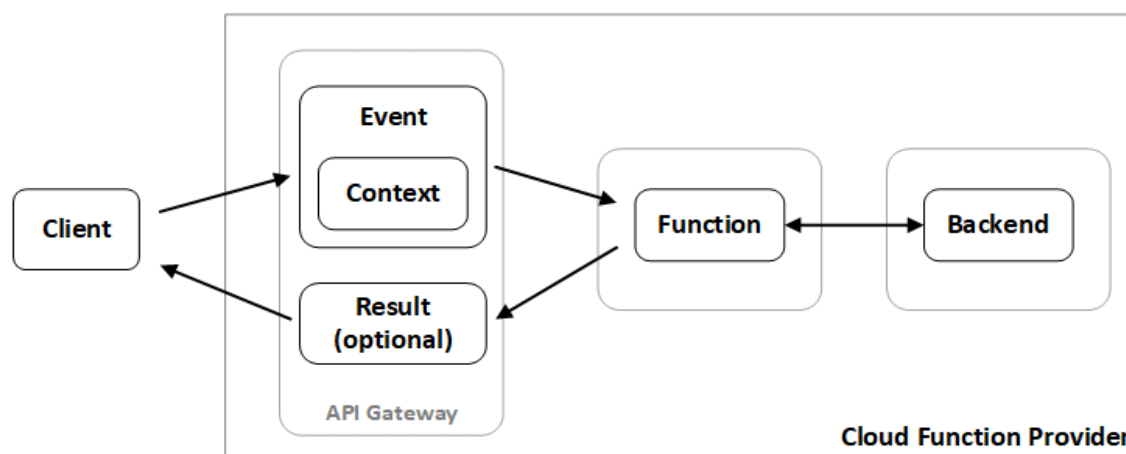 Event
Context
Client
Function
Backend
Result
(optional)
API Gateway
Cloud Function Provider